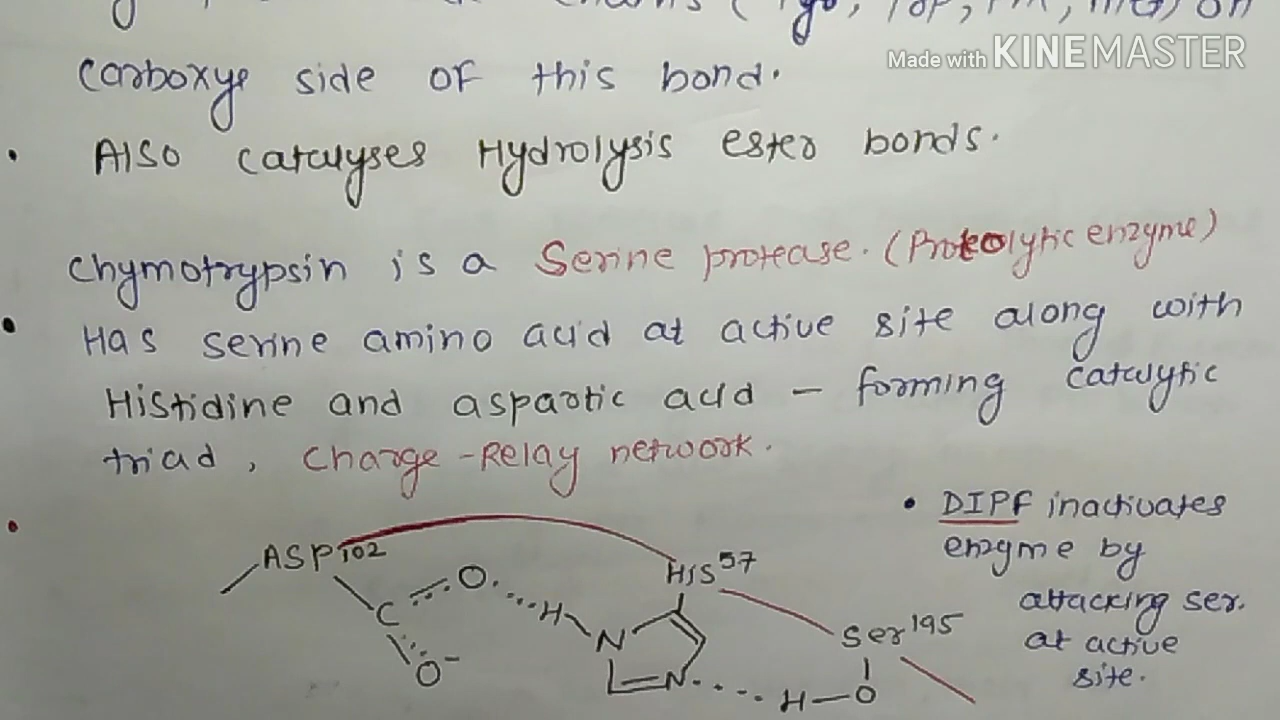 Made with KINEMASTER
carboxye side of this bond.
• Also catalyses Hydrolysis ester bonds.
Chymotrypsin is a Serine protease. (Proteolytic enzyme)
• Has serine amino acid at active site along with
Histidine and aspartic acid – forming catalytic
triad, Charge-Relay network.
• DIPF inactivates
enzyme by
attacking ser.
at active
site.
ASP102
His57
Ser195
C O H
N
O-
N H-O